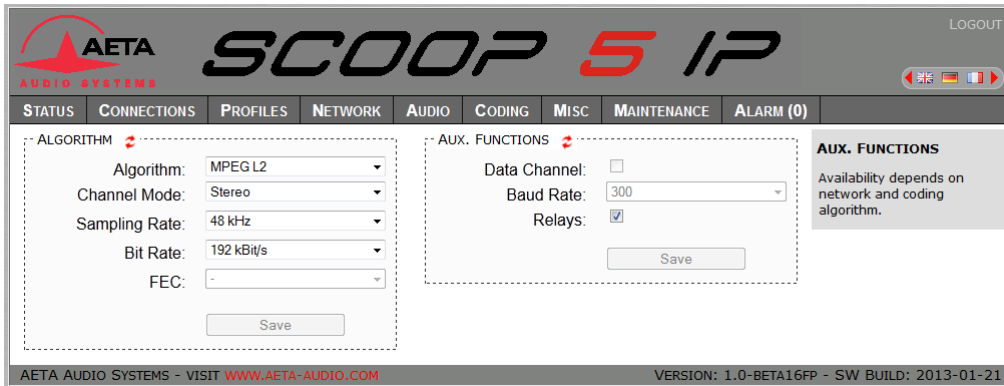 LOGOUT
AETA
AUDIO SYSTEMS
SCOOP 5 IP
STATUS CONNECTIONS PROFILES NETWORK AUDIO CODING MISC MAINTENANCE ALARM (0)
ALGORITHM
Algorithm: MPEG L2
Channel Mode: Stereo
Sampling Rate: 48 kHz
Bit Rate: 192 kBit/s
FEC: -
Save
AUX. FUNCTIONS
Data Channel:
Baud Rate: 300
Relays:
Save
AUX. FUNCTIONS
Availability depends on
network and coding
algorithm.
AETA AUDIO SYSTEMS - VISIT WWW.AETA-AUDIO.COM
VERSION: 1.0-BETA16FP - SW BUILD: 2013-01-21